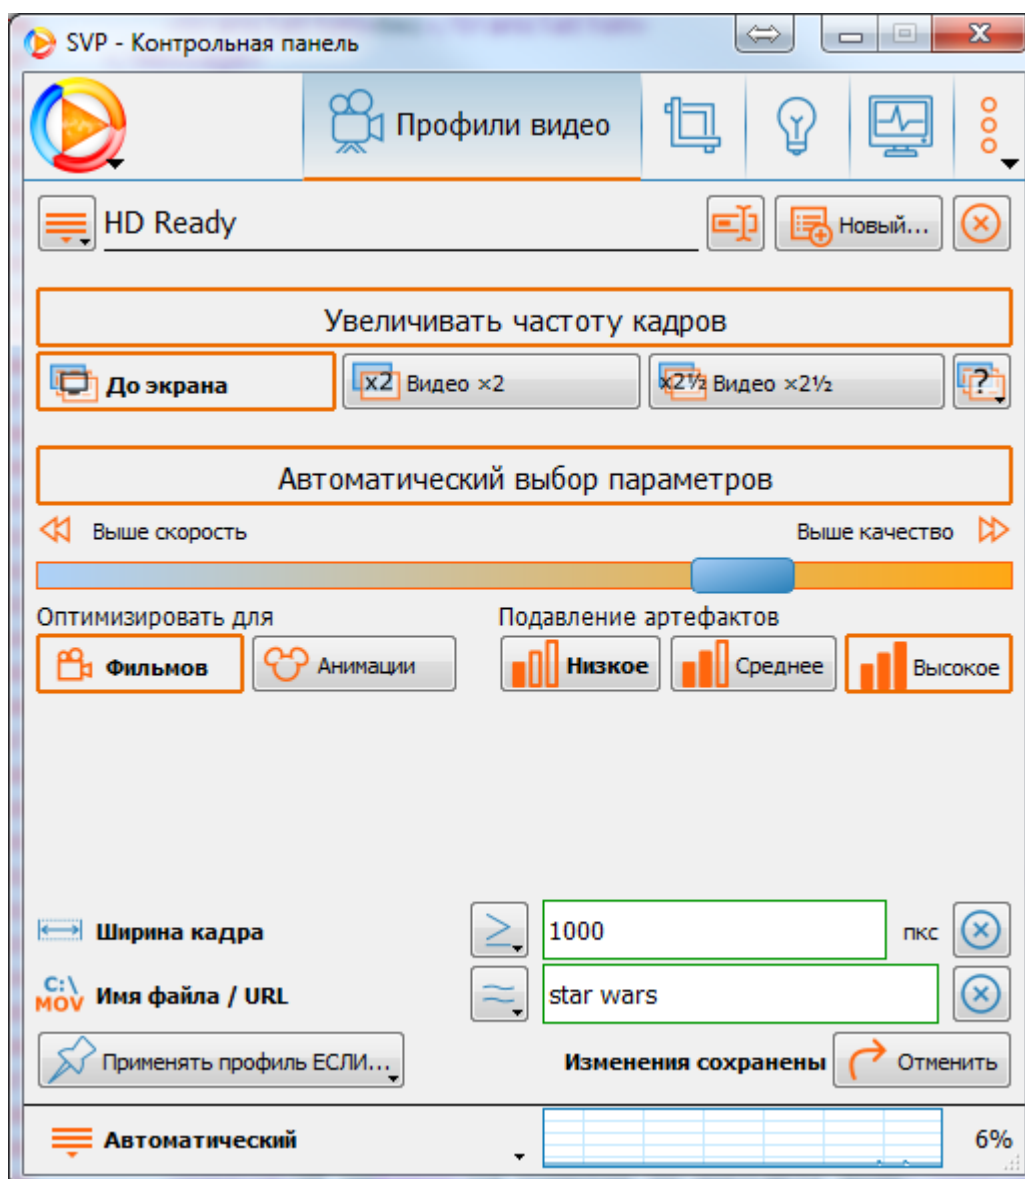 SVP - Контрольная панель
Профили видео
HD Ready Новый...
Увеличивать частоту кадров
До экрана x2 Видео ×2 x2½ Видео ×2½ ?
Автоматический выбор параметров
Выше скорость Выше качество
Оптимизировать для Подавление артефактов
Фильмов Анимации Низкое Среднее Высокое
Ширина кадра ≥ 1000 пкс
C:\ MOV Имя файла / URL ≈ star wars
Применять профиль ЕСЛИ... Изменения сохранены Отменить
Автоматический 6%